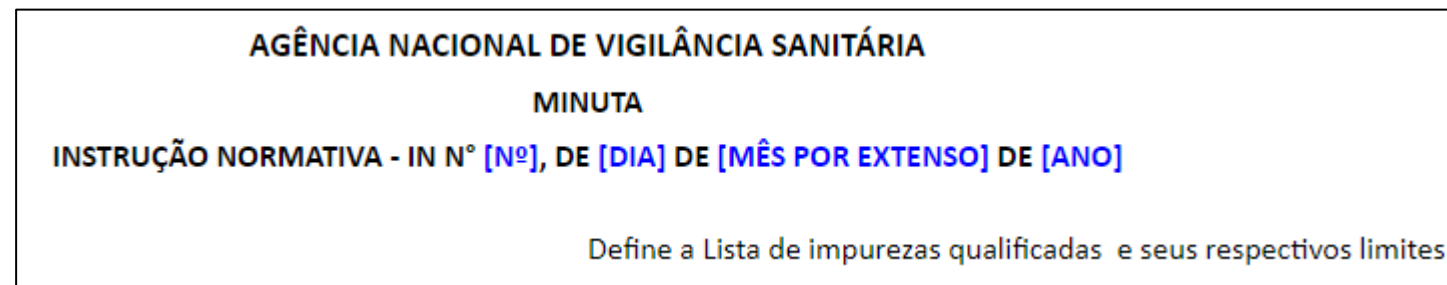 AGÊNCIA NACIONAL DE VIGILÂNCIA SANITÁRIA
MINUTA
INSTRUÇÃO NORMATIVA - IN N° [Nº], DE [DIA] DE [MÊS POR EXTENSO] DE [ANO]
Define a Lista de impurezas qualificadas e seus respectivos limites